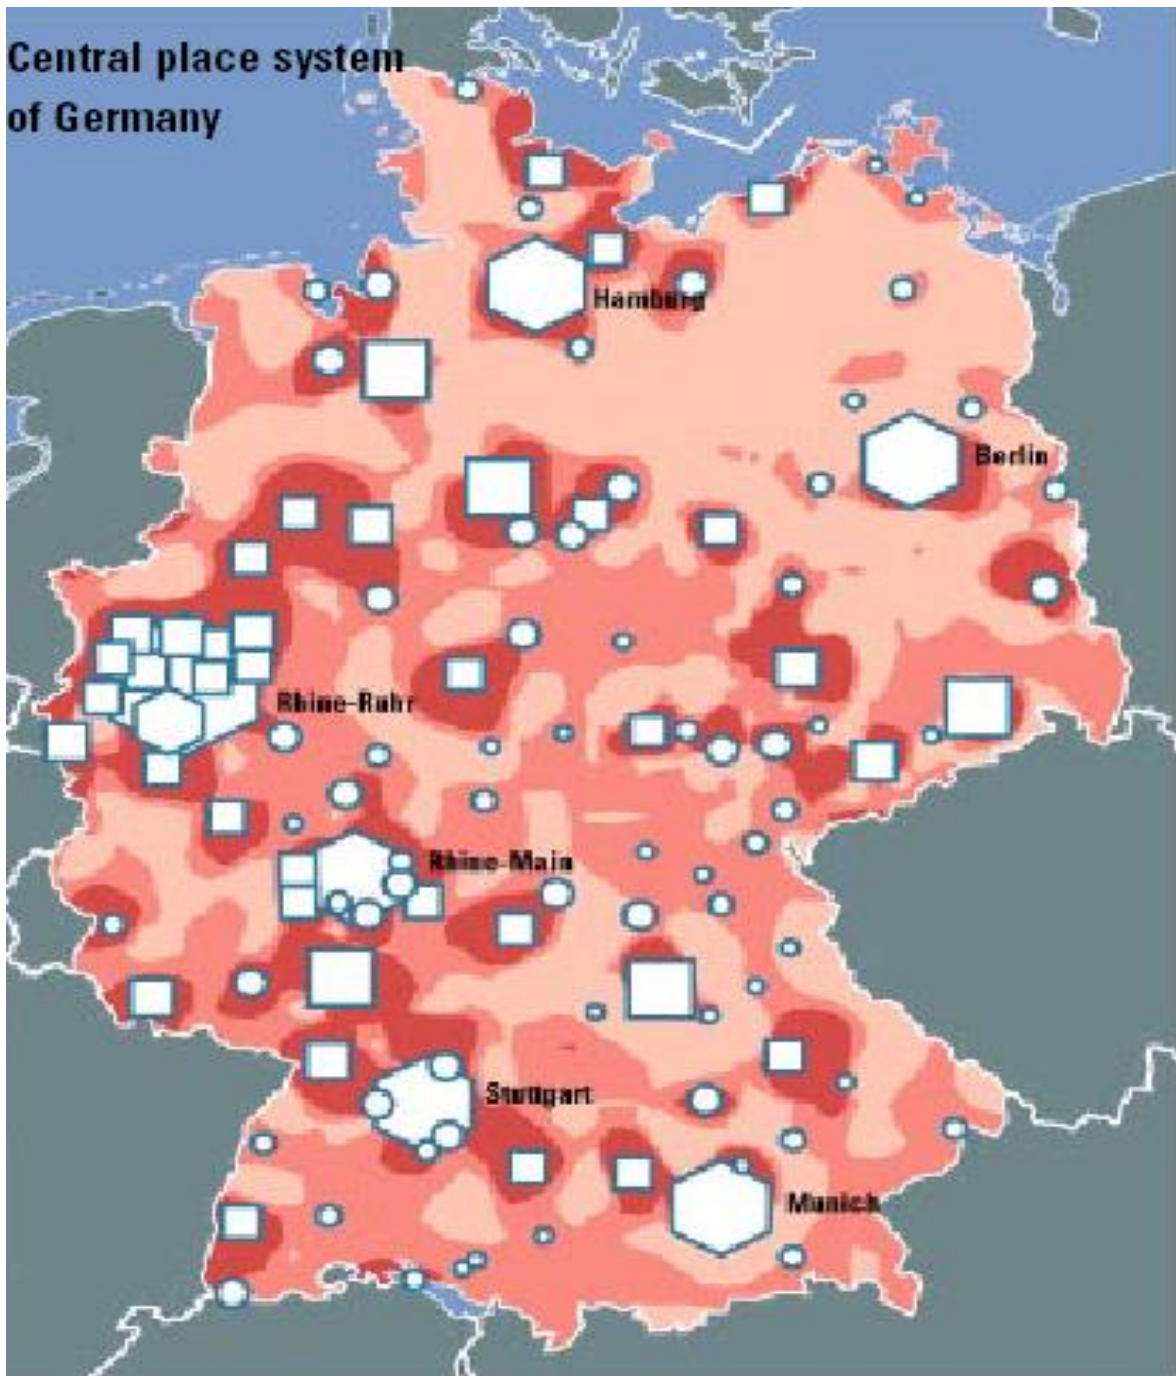 Central place system
of Germany
Hamburg
Berlin
Rhine-Ruhr
Rhine-Main
Stuttgart
Munich